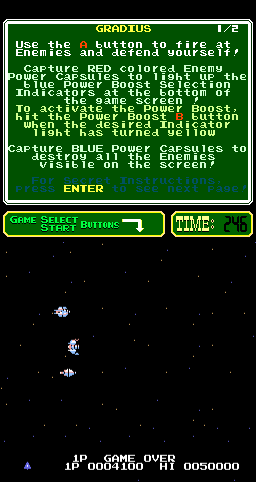 GRADIUS 1/2
Use the A button to fire at
Enemies and defend yourself!
Capture RED colored Enemy
Power Capsules to light up the
blue Power Boost Selection
Indicators at the bottom of
the game screen !
To activate the Power Boost,
hit the Power Boost B button
when the desired Indicator
light has turned yellow
Capture BLUE Power Capsules to
destroy all the Enemies
visible on the screen!
For Secret Instructions,
Press ENTER to see next page!
GAME SELECT
START BUTTONS
TIME: 246
1P GAME OVER
1P 0004100 HI 0050000